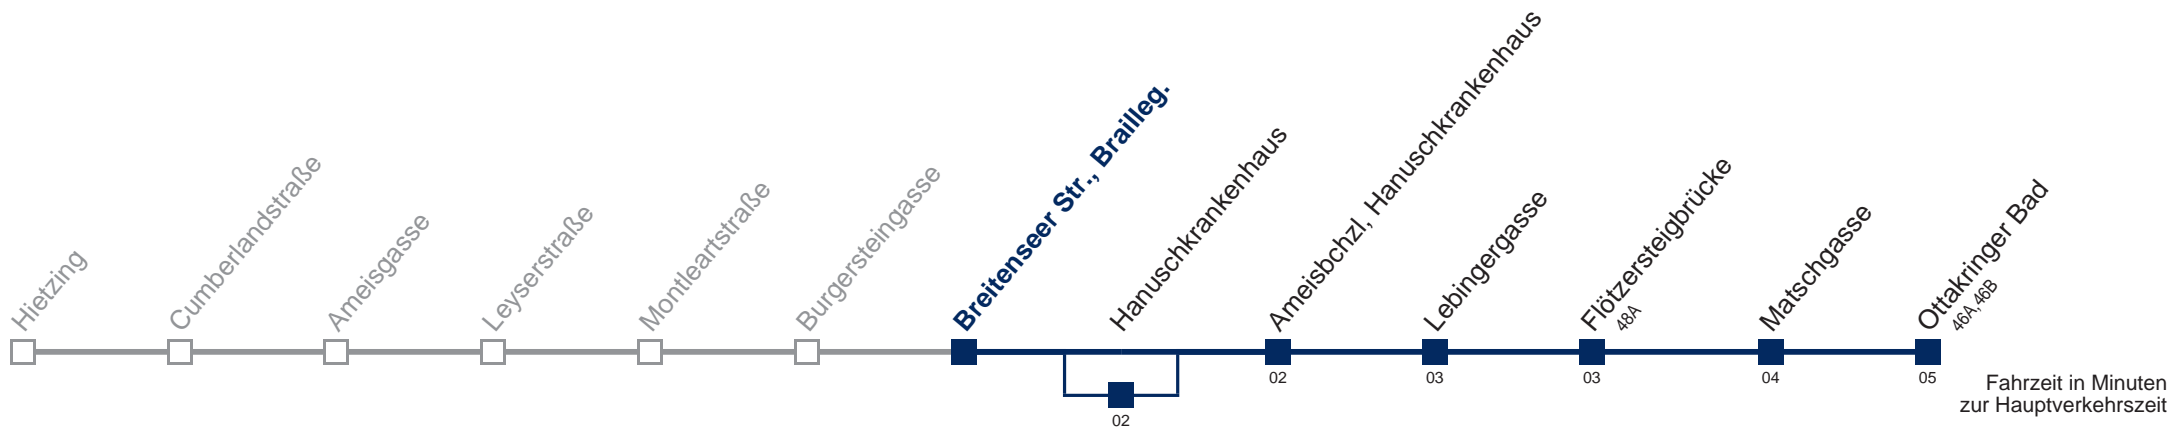 Hietzing
Cumberlandstraße
Ameisgasse
Leyserstraße
Montleartstraße
Burgersteingasse
Breitenseer Str., Brailleg.
Hanuschkrankenhaus
Ameisbchzl, Hanuschkrankenhaus
Lebingergasse
Flötzersteigbrücke
48A
Matschgasse
Ottakringer Bad
46A, 46B
02
03
03
04
05
02
Fahrzeit in Minuten
zur Hauptverkehrszeit